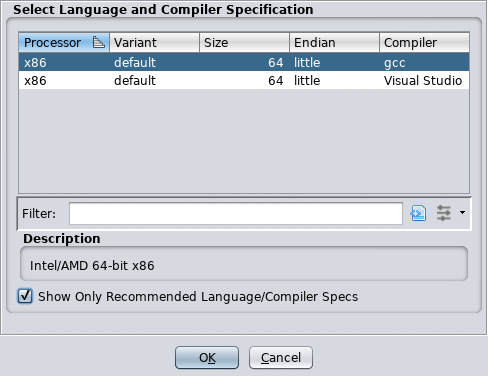 Select Language and Compiler Specification
Processor Variant Size Endian Compiler
x86 default 64 little gcc
x86 default 64 little Visual Studio
Filter:
Description
Intel/AMD 64-bit x86
Show Only Recommended Language/Compiler Specs
OK Cancel